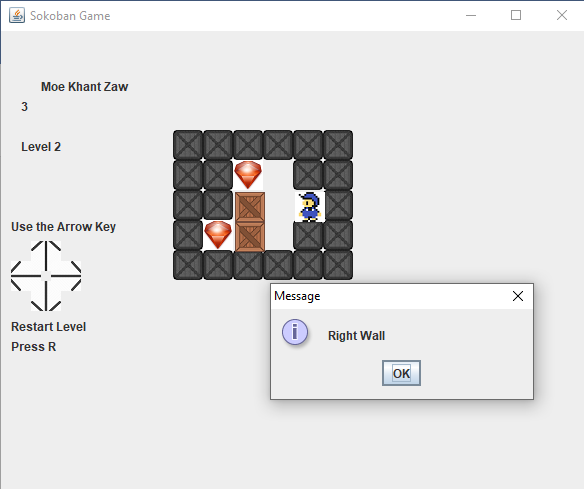 Sokoban Game
Moe Khant Zaw
3
Level 2
Use the Arrow Key
Restart Level
Press R
Message
Right Wall
OK